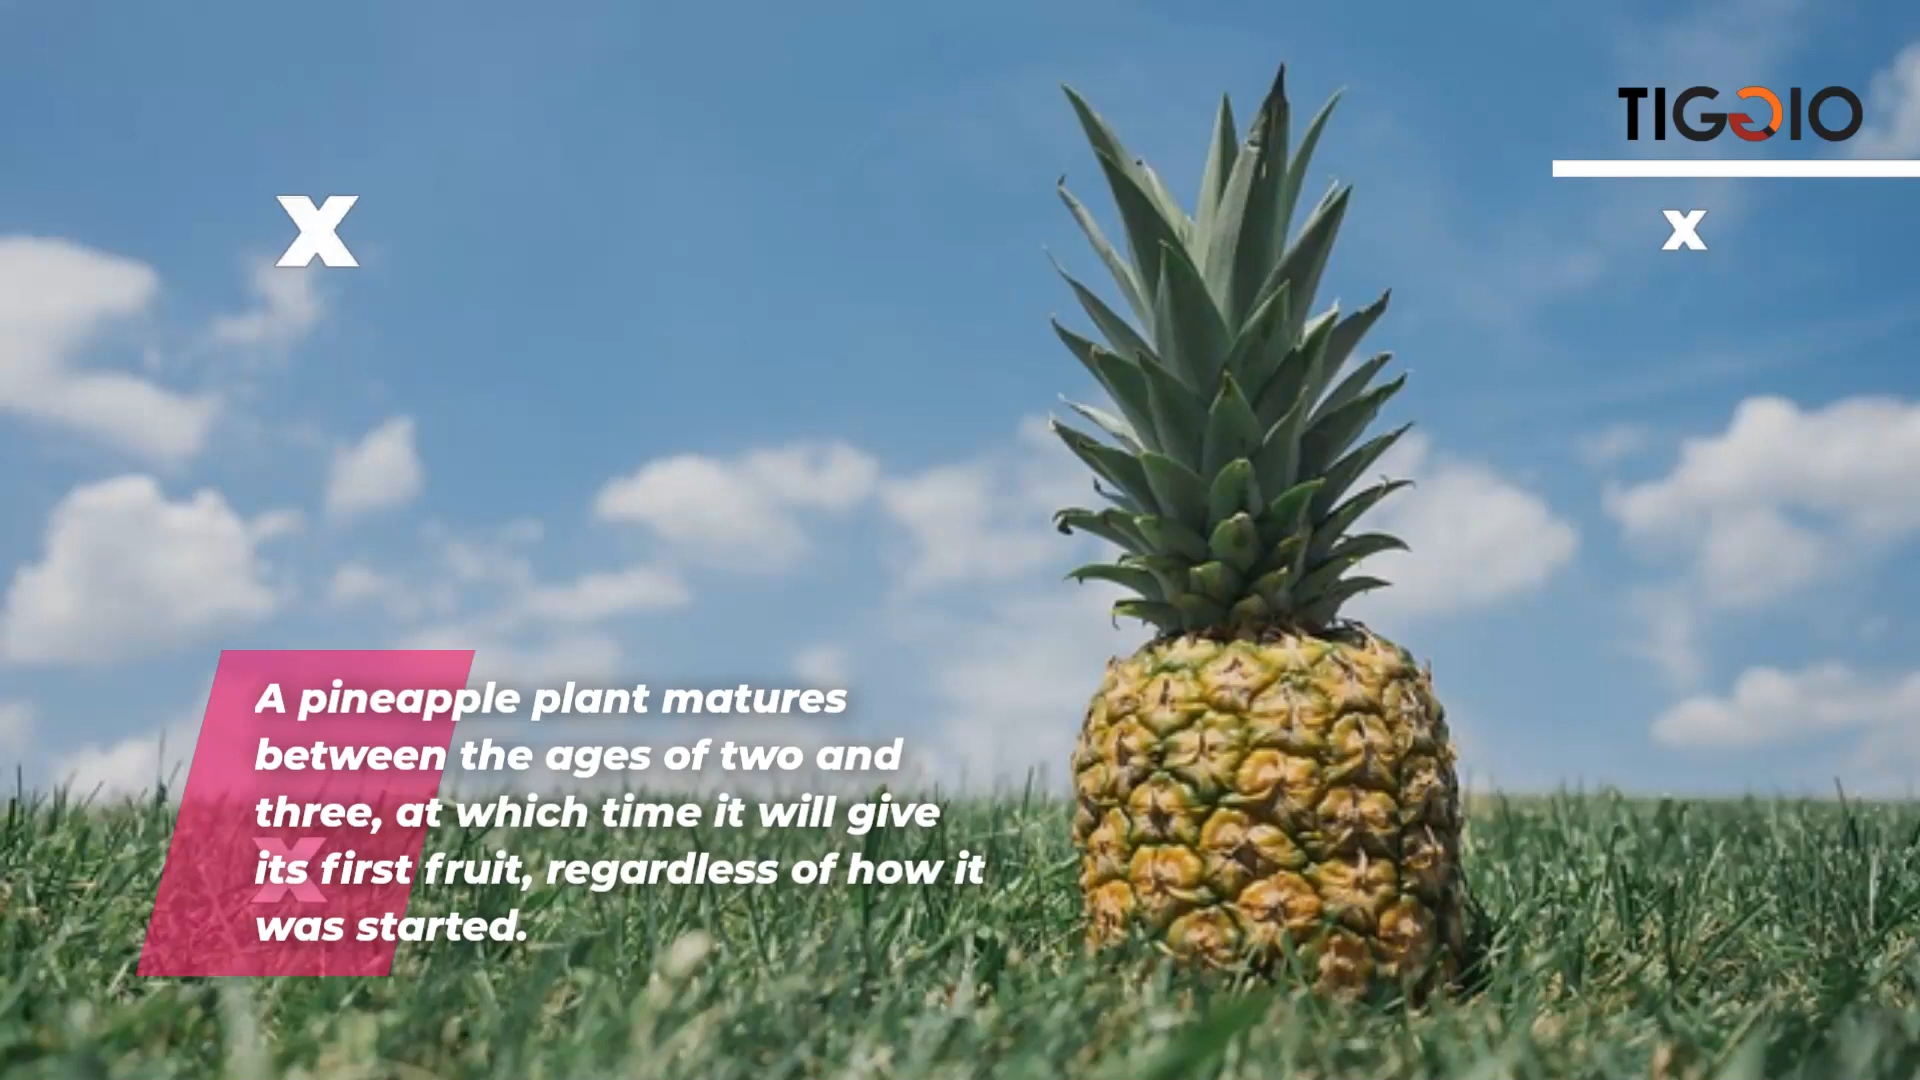 TIGGIO
X
X
A pineapple plant matures
between the ages of two and
three, at which time it will give
its first fruit, regardless of how it
was started.
X